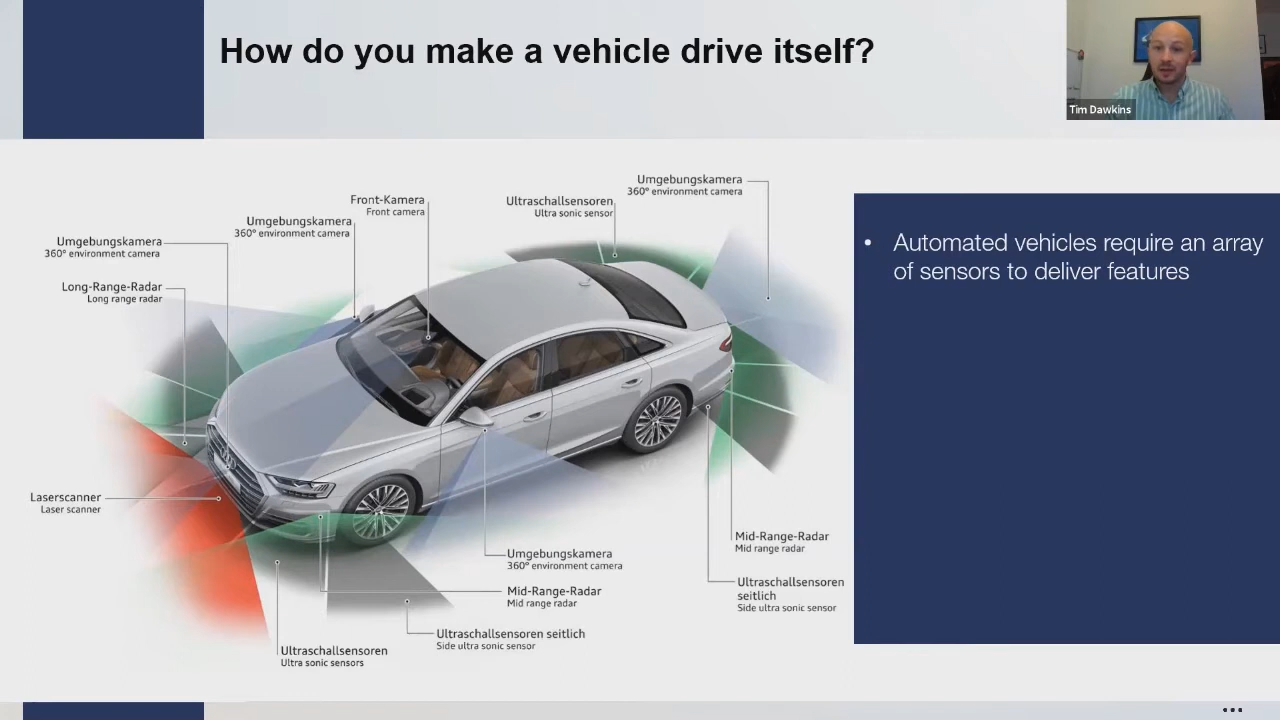 How do you make a vehicle drive itself?
Tim Dawkins
Umgebungskamera
360° environment camera
Front-Kamera
Front camera
Ultraschallsensoren
Ultra sonic sensor
Umgebungskamera
360° environment camera
Umgebungskamera
360° environment camera
Long-Range-Radar
Long range radar
Laserscanner
Laser scanner
Umgebungskamera
360° environment camera
Mid-Range-Radar
Mid range radar
Ultraschallsensoren seitlich
Side ultra sonic sensor
Ultraschallsensoren
Ultra sonic sensors
Mid-Range-Radar
Mid range radar
Ultraschallsensoren
seitlich
Side ultra sonic sensor
• Automated vehicles require an array
of sensors to deliver features